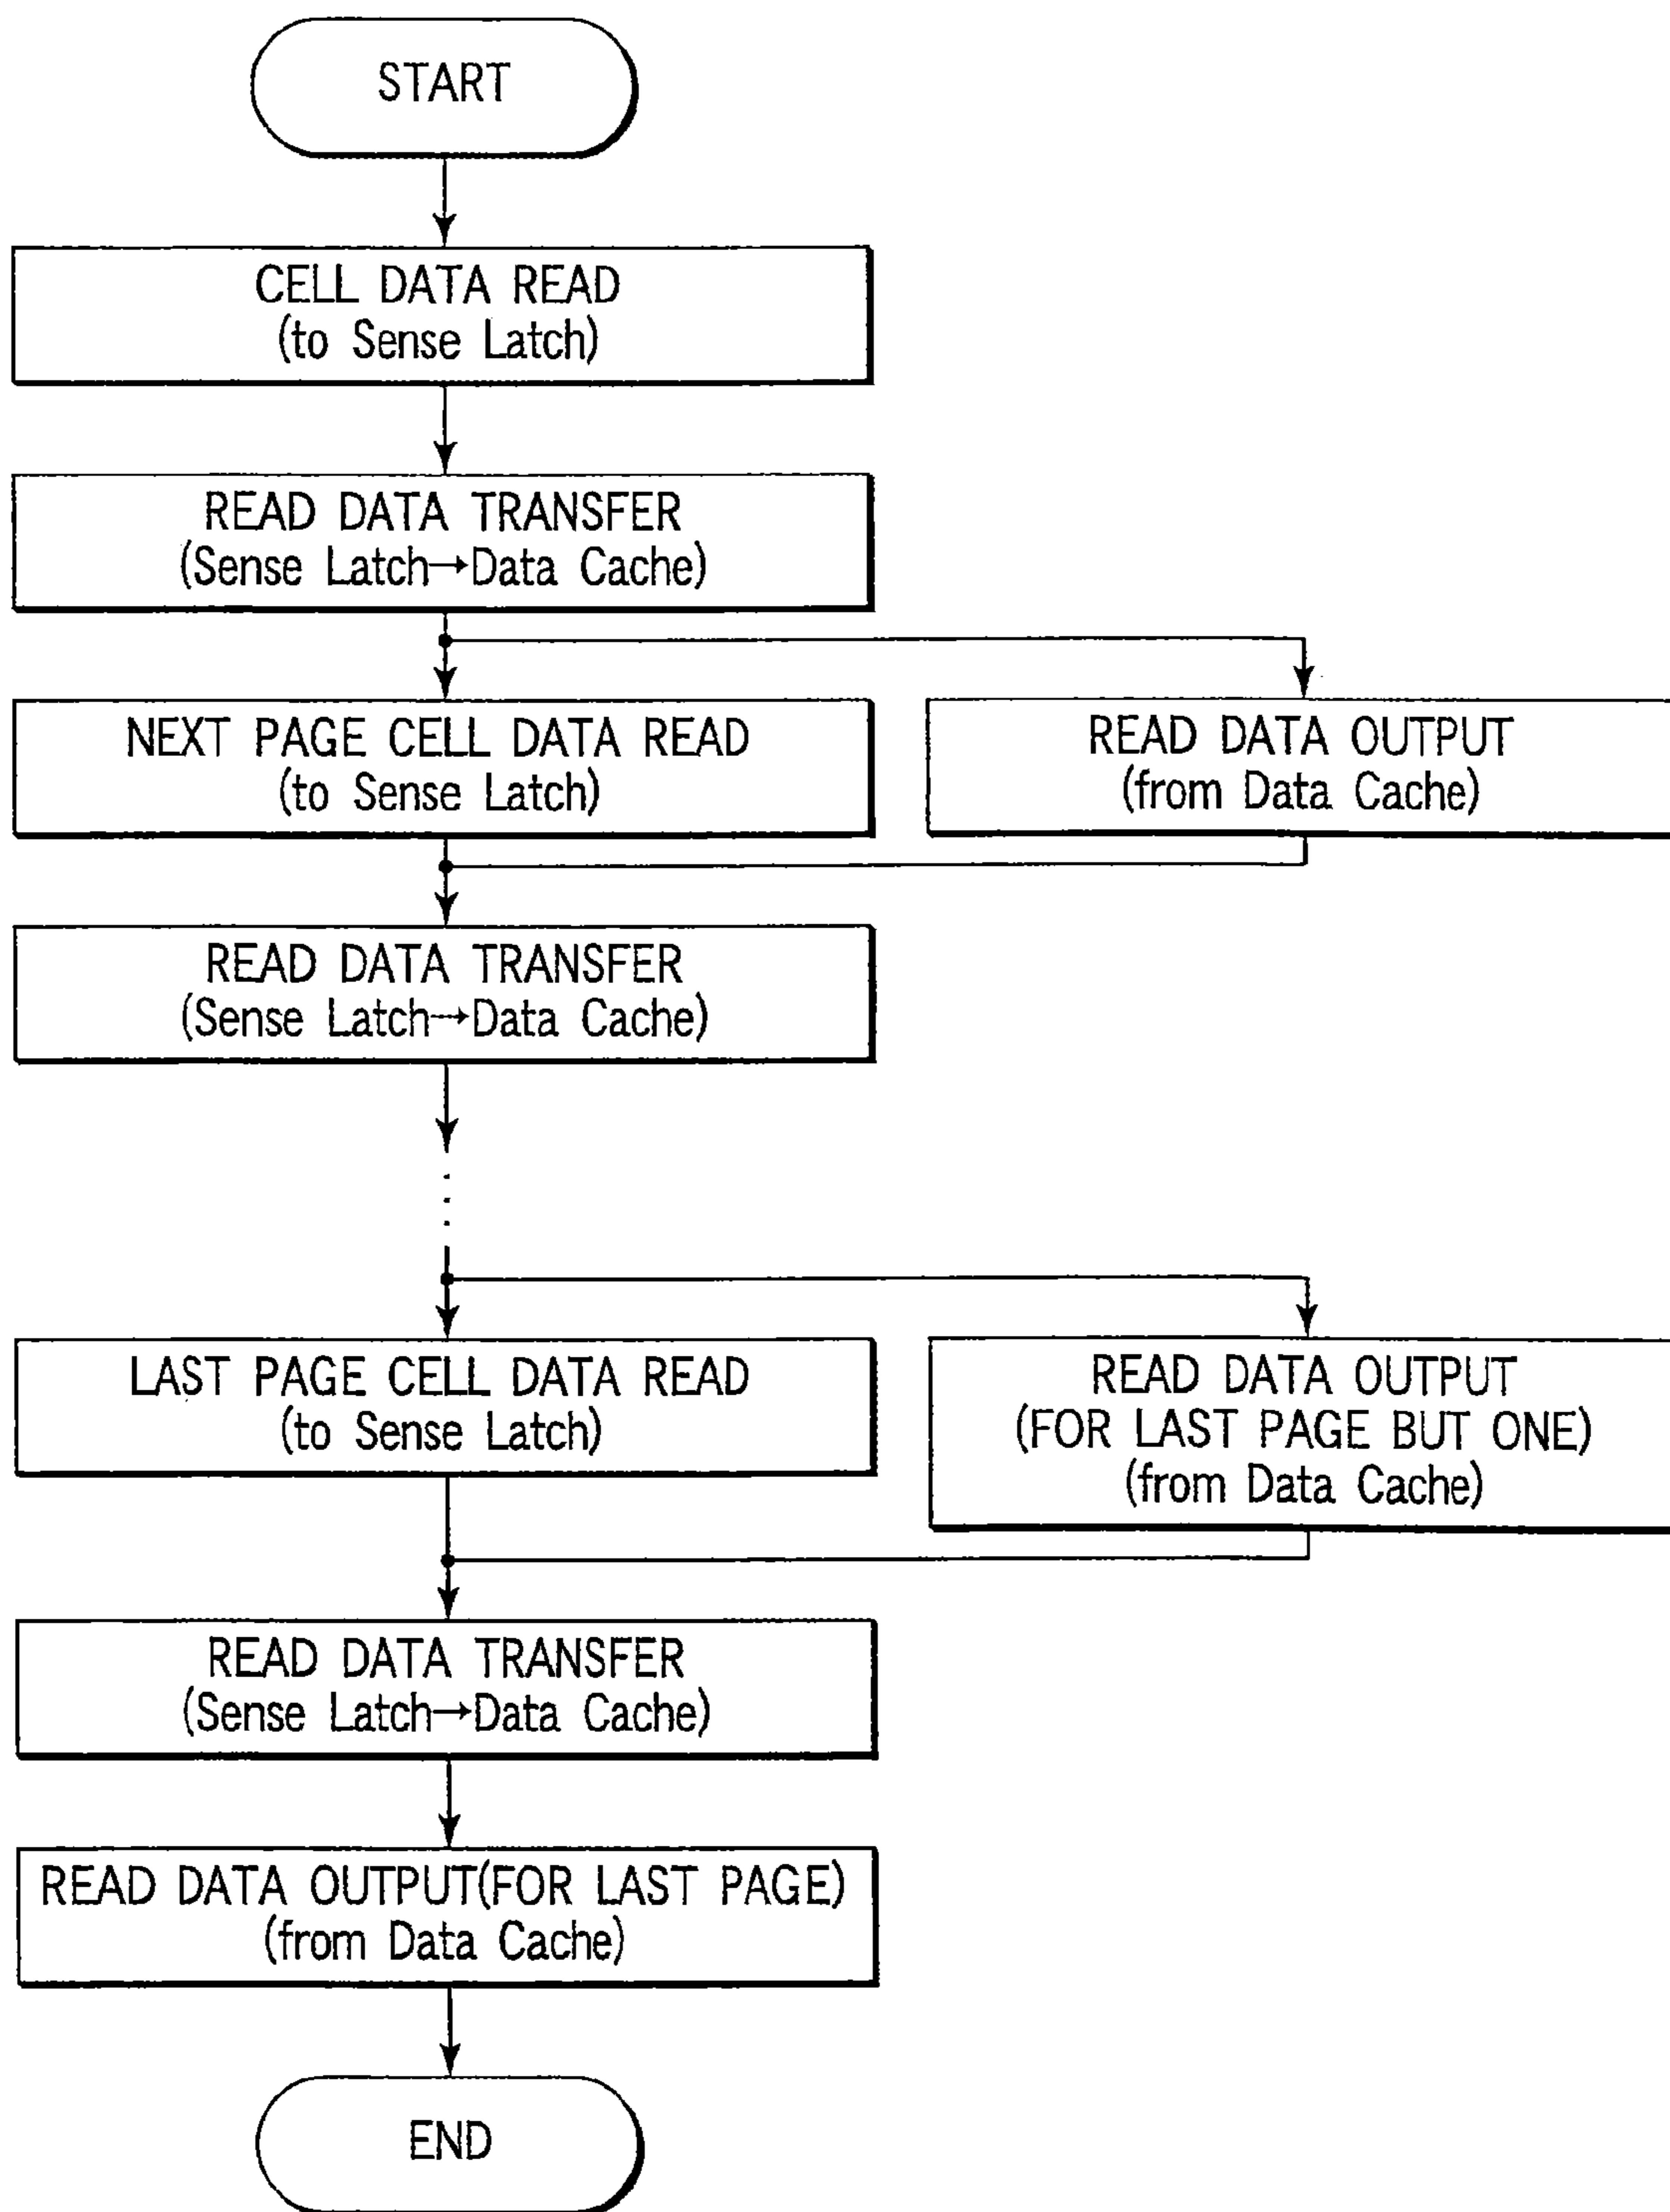 START
CELL DATA READ
(to Sense Latch)
READ DATA TRANSFER
(Sense Latch→Data Cache)
NEXT PAGE CELL DATA READ
(to Sense Latch)
READ DATA OUTPUT
(from Data Cache)
READ DATA TRANSFER
(Sense Latch→Data Cache)
LAST PAGE CELL DATA READ
(to Sense Latch)
READ DATA OUTPUT
(FOR LAST PAGE BUT ONE)
(from Data Cache)
READ DATA TRANSFER
(Sense Latch→Data Cache)
READ DATA OUTPUT(FOR LAST PAGE)
(from Data Cache)
END